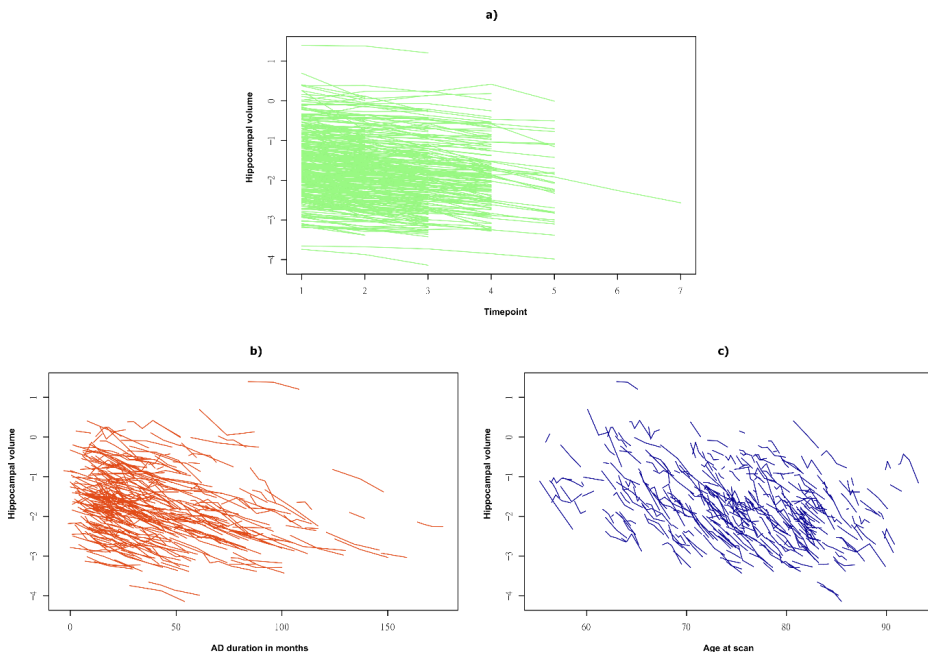 a)
Hippocampal volume
1
0
-1
-2
-3
-4
1 2 3 4 5 6 7
Timepoint
b)
Hippocampal volume
1
0
-1
-2
-3
-4
0 50 100 150
AD duration in months
c)
Hippocampal volume
1
0
-1
-2
-3
-4
60 70 80 90
Age at scan